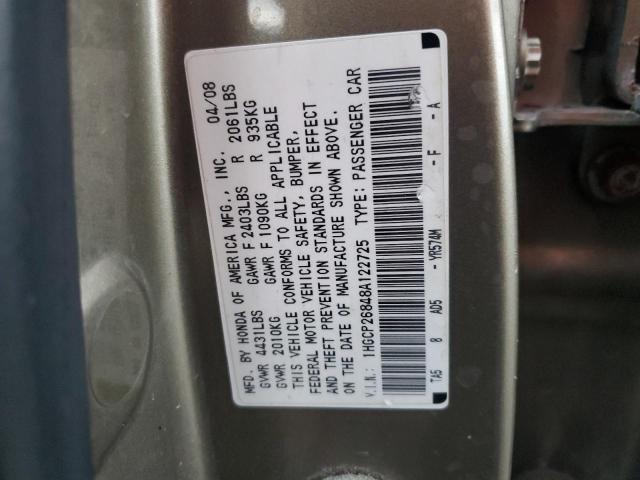 MFD. BY HONDA OF AMERICA MFG., INC. 04/08
GVWR 4431LBS GAWR F 2403LBS R 2061LBS
GVWR 2010KG GAWR F 1090KG R 935KG
THIS VEHICLE CONFORMS TO ALL APPLICABLE
FEDERAL MOTOR VEHICLE SAFETY, BUMPER,
AND THEFT PREVENTION STANDARDS IN EFFECT
ON THE DATE OF MANUFACTURE SHOWN ABOVE.
V.I.N.: 1HGCP26848A122725 TYPE: PASSENGER CAR
TA5 8 AD5 - YR574M - F - A